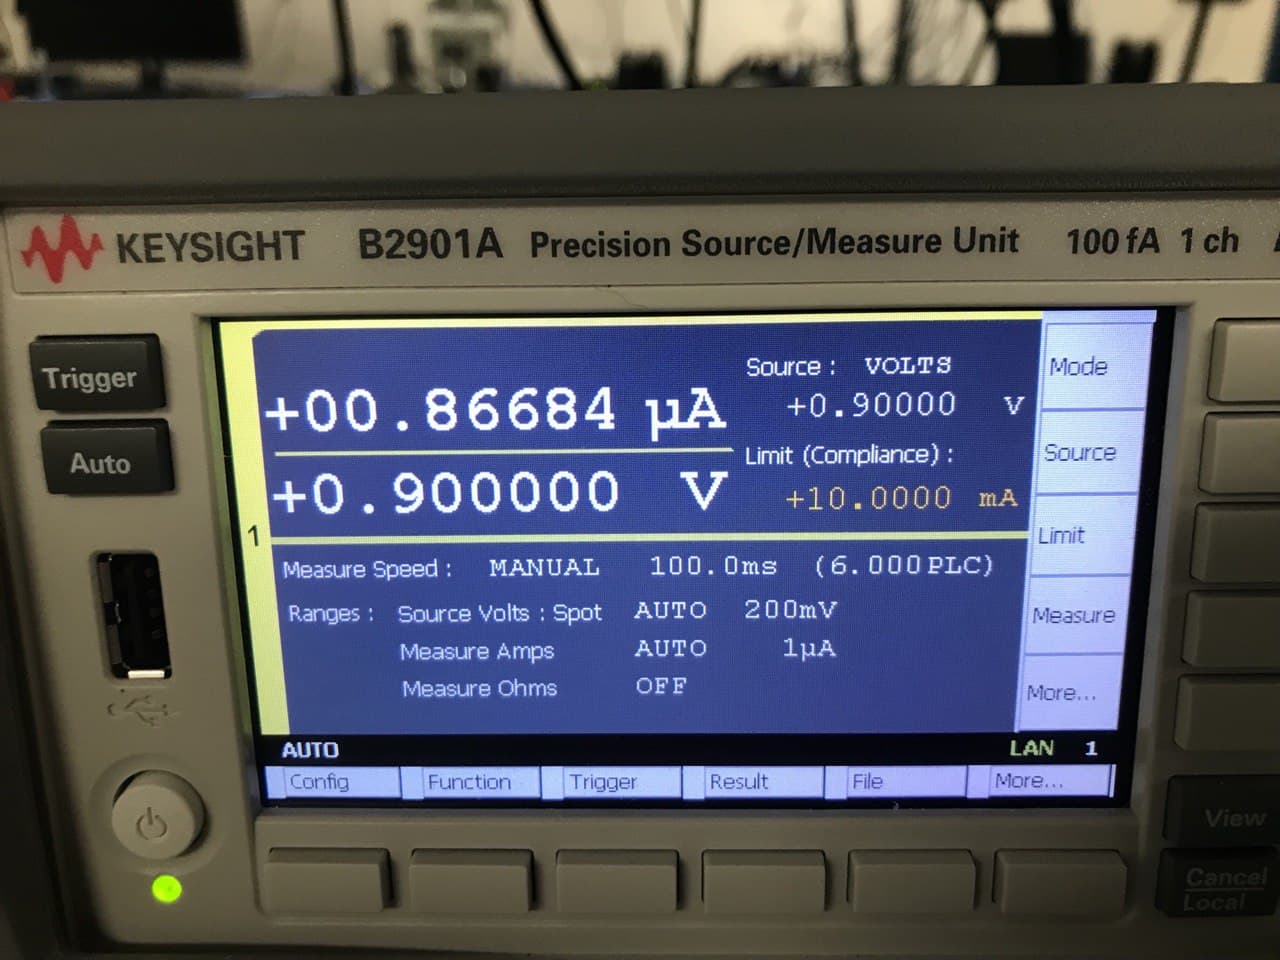 KEYSIGHT B2901A Precision Source/Measure Unit 100 fA 1 ch
Trigger
Auto
+00.86684 µA
+0.900000 V
Source : VOLTS
+0.90000 V
Limit (Compliance) :
+10.0000 mA
1
Measure Speed : MANUAL 100.0ms (6.000PLC)
Ranges : Source Volts : Spot AUTO 200mV
Measure Amps AUTO 1µA
Measure Ohms OFF
Mode
Source
Limit
Measure
More...
AUTO LAN 1
Config Function Trigger Result File More...
View
Cancel
Local